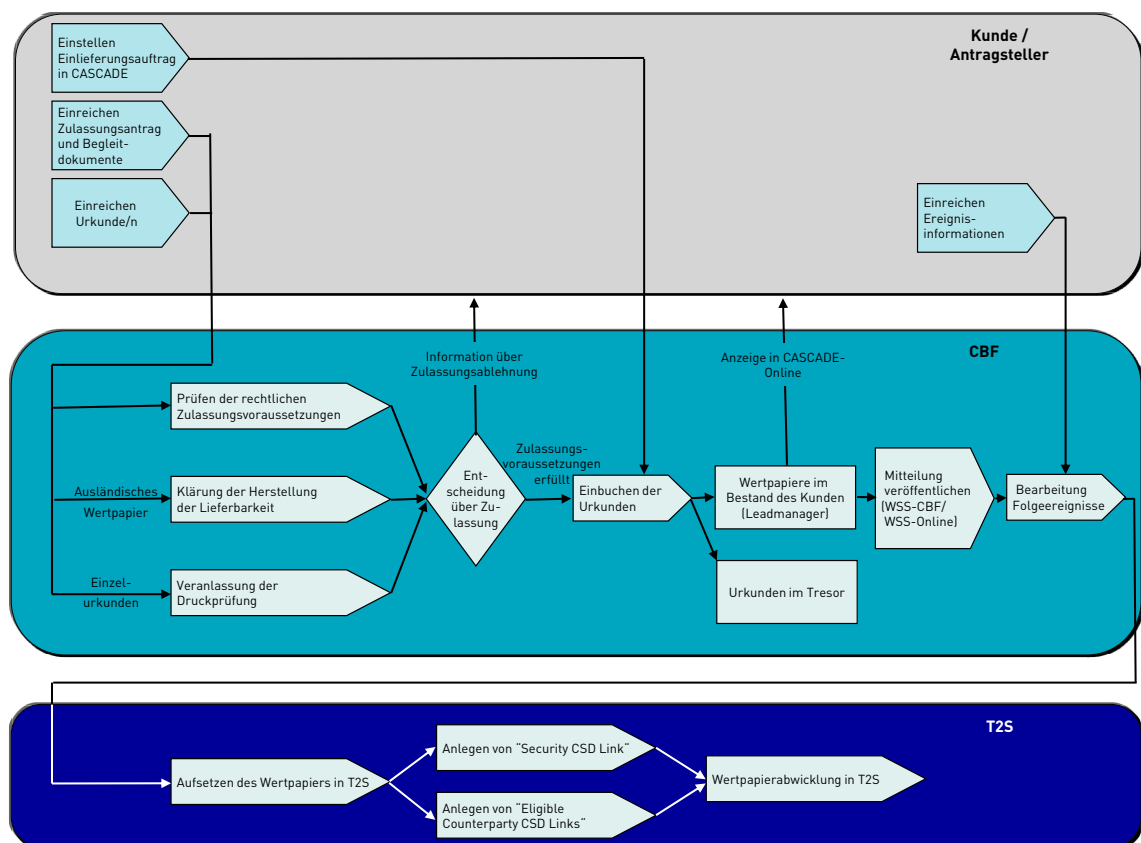 Kunde /
Antragsteller
Einstellen
Einlieferungsauftrag
in CASCADE
Einreichen
Zulassungsantrag
und Begleit-
dokumente
Einreichen
Urkunde/n
Einreichen
Ereignis-
informationen
CBF
Information über
Zulassungsablehnung
Anzeige in CASCADE-
Online
Prüfen der rechtlichen
Zulassungsvoraussetzungen
Ausländisches
Wertpapier
Klärung der Herstellung
der Lieferbarkeit
Einzel-
urkunden
Veranlassung der
Druckprüfung
Ent-
scheidung
über Zu-
lassung
Zulassungs-
voraussetzungen
erfüllt
Einbuchen der
Urkunden
Wertpapiere im
Bestand des Kunden
(Leadmanager)
Urkunden im Tresor
Mitteilung
veröffentlichen
(WSS-CBF/
WSS-Online)
Bearbeitung
Folgeereignisse
T2S
Aufsetzen des Wertpapiers in T2S
Anlegen von "Security CSD Link"
Anlegen von "Eligible
Counterparty CSD Links"
Wertpapierabwicklung in T2S